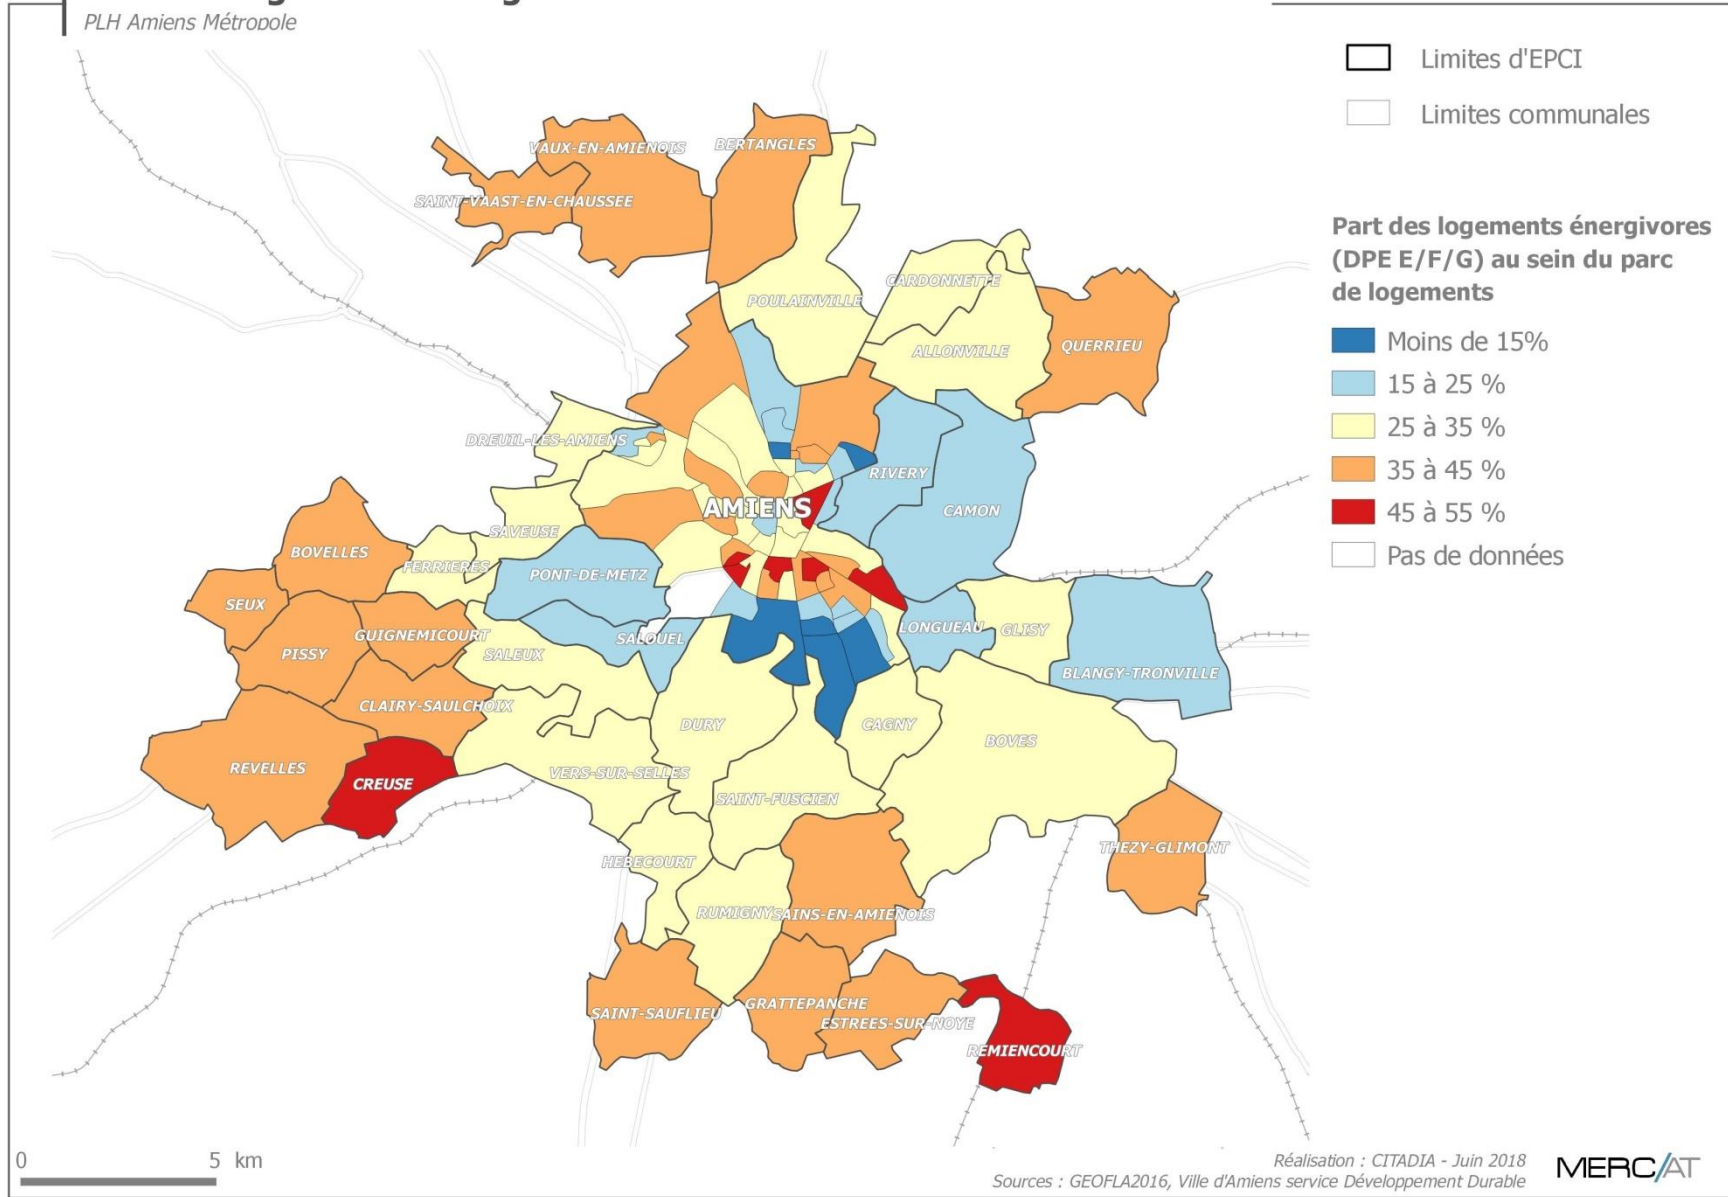 PLH Amiens Métropole
Limites d'EPCI
Limites communales
Part des logements énergivores
(DPE E/F/G) au sein du parc
de logements
Moins de 15%
15 à 25 %
25 à 35 %
35 à 45 %
45 à 55 %
Pas de données
VAUX-EN-AMIENOIS
BERTANGLES
SAINT-VAAST-EN-CHAUSSEE
CARDONNETTE
POULAINVILLE
ALLONVILLE
QUERRIEU
DREUIL-LES-AMIENS
RIVERY
AMIENS
CAMON
SAVEUSE
BOVELLES
FERRIERES
PONT-DE-METZ
SEUX
GUIGNEMICOURT
SALOUEL
LONGUEAU
GLISY
PISSY
SALEUX
BLANGY-TRONVILLE
CLAIRY-SAULCHOIX
DURY
CAGNY
BOVES
REVELLES
CREUSE
VERS-SUR-SELLES
SAINT-FUSCIEN
THEZY-GLIMONT
HEBECOURT
RUMIGNY
SAINS-EN-AMIENOIS
SAINT-SAUFLIEU
GRATTEPANCHE
ESTREES-SUR-NOYE
REMIENCOURT
0 5 km
Réalisation : CITADIA - Juin 2018
Sources : GEOFLA2016, Ville d'Amiens service Développement Durable
MERC/AT